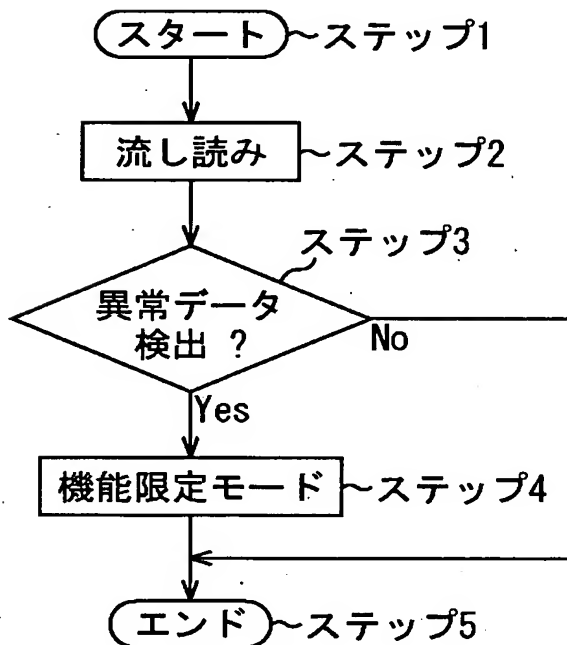 スタート ～ステップ1
流し読み ～ステップ2
ステップ3
異常データ
検出 ?
No
Yes
機能限定モード ～ステップ4
エンド ～ステップ5